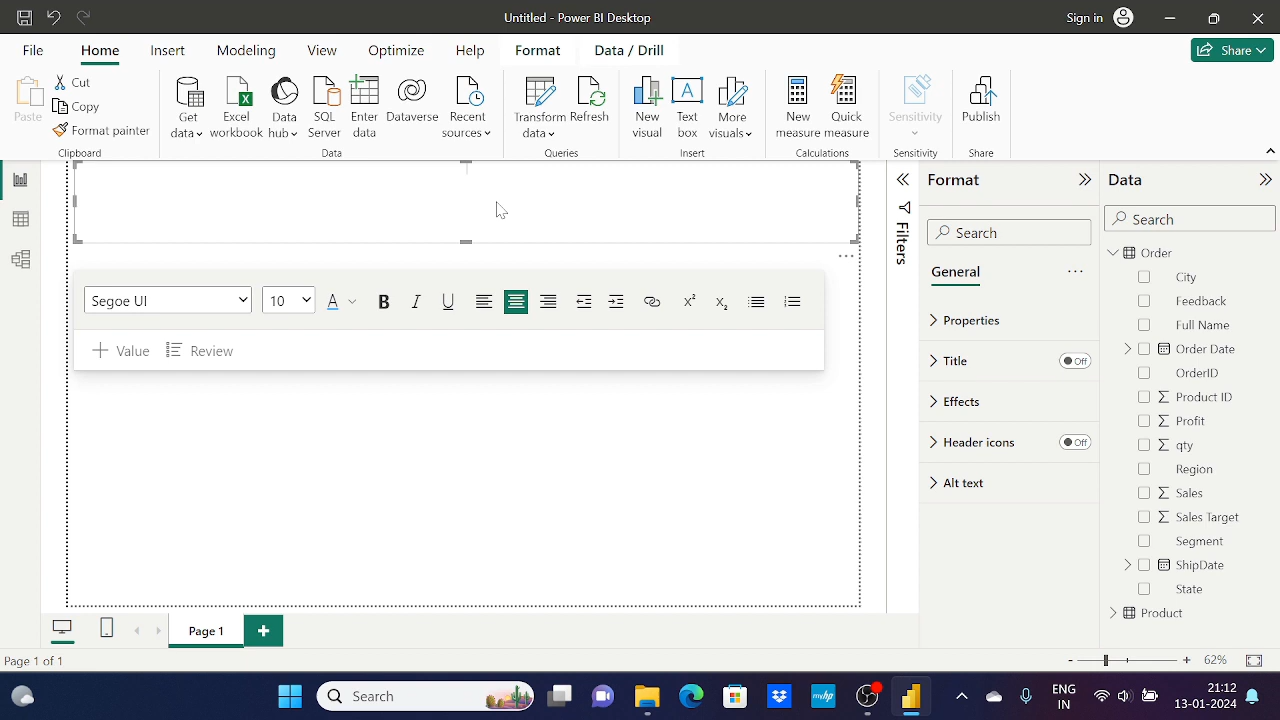 Untitled - Power BI Desktop
Sign in
File Home Insert Modeling View Optimize Help Format Data / Drill
Share
Paste
Cut
Copy
Format painter
Clipboard
Get data
Excel workbook
Data hub
SQL Server
Enter data
Dataverse
Recent sources
Data
Transform data
Refresh
Queries
New visual
Text box
More visuals
Insert
New measure
Quick measure
Calculations
Sensitivity
Sensitivity
Publish
Share
Segoe UI
10
A
B
I
U
Value
Review
Filters
Format
Search
General
Properties
Title
Off
Effects
Header icons
Off
Alt text
Data
Search
Order
City
Feedback
Full Name
Order Date
OrderID
Product ID
Profit
qty
Region
Sales
Sales Target
Segment
ShipDate
State
Product
Page 1
Page 1 of 1
62%
Search
myhp
ENG
IN
21:12
13-01-2024